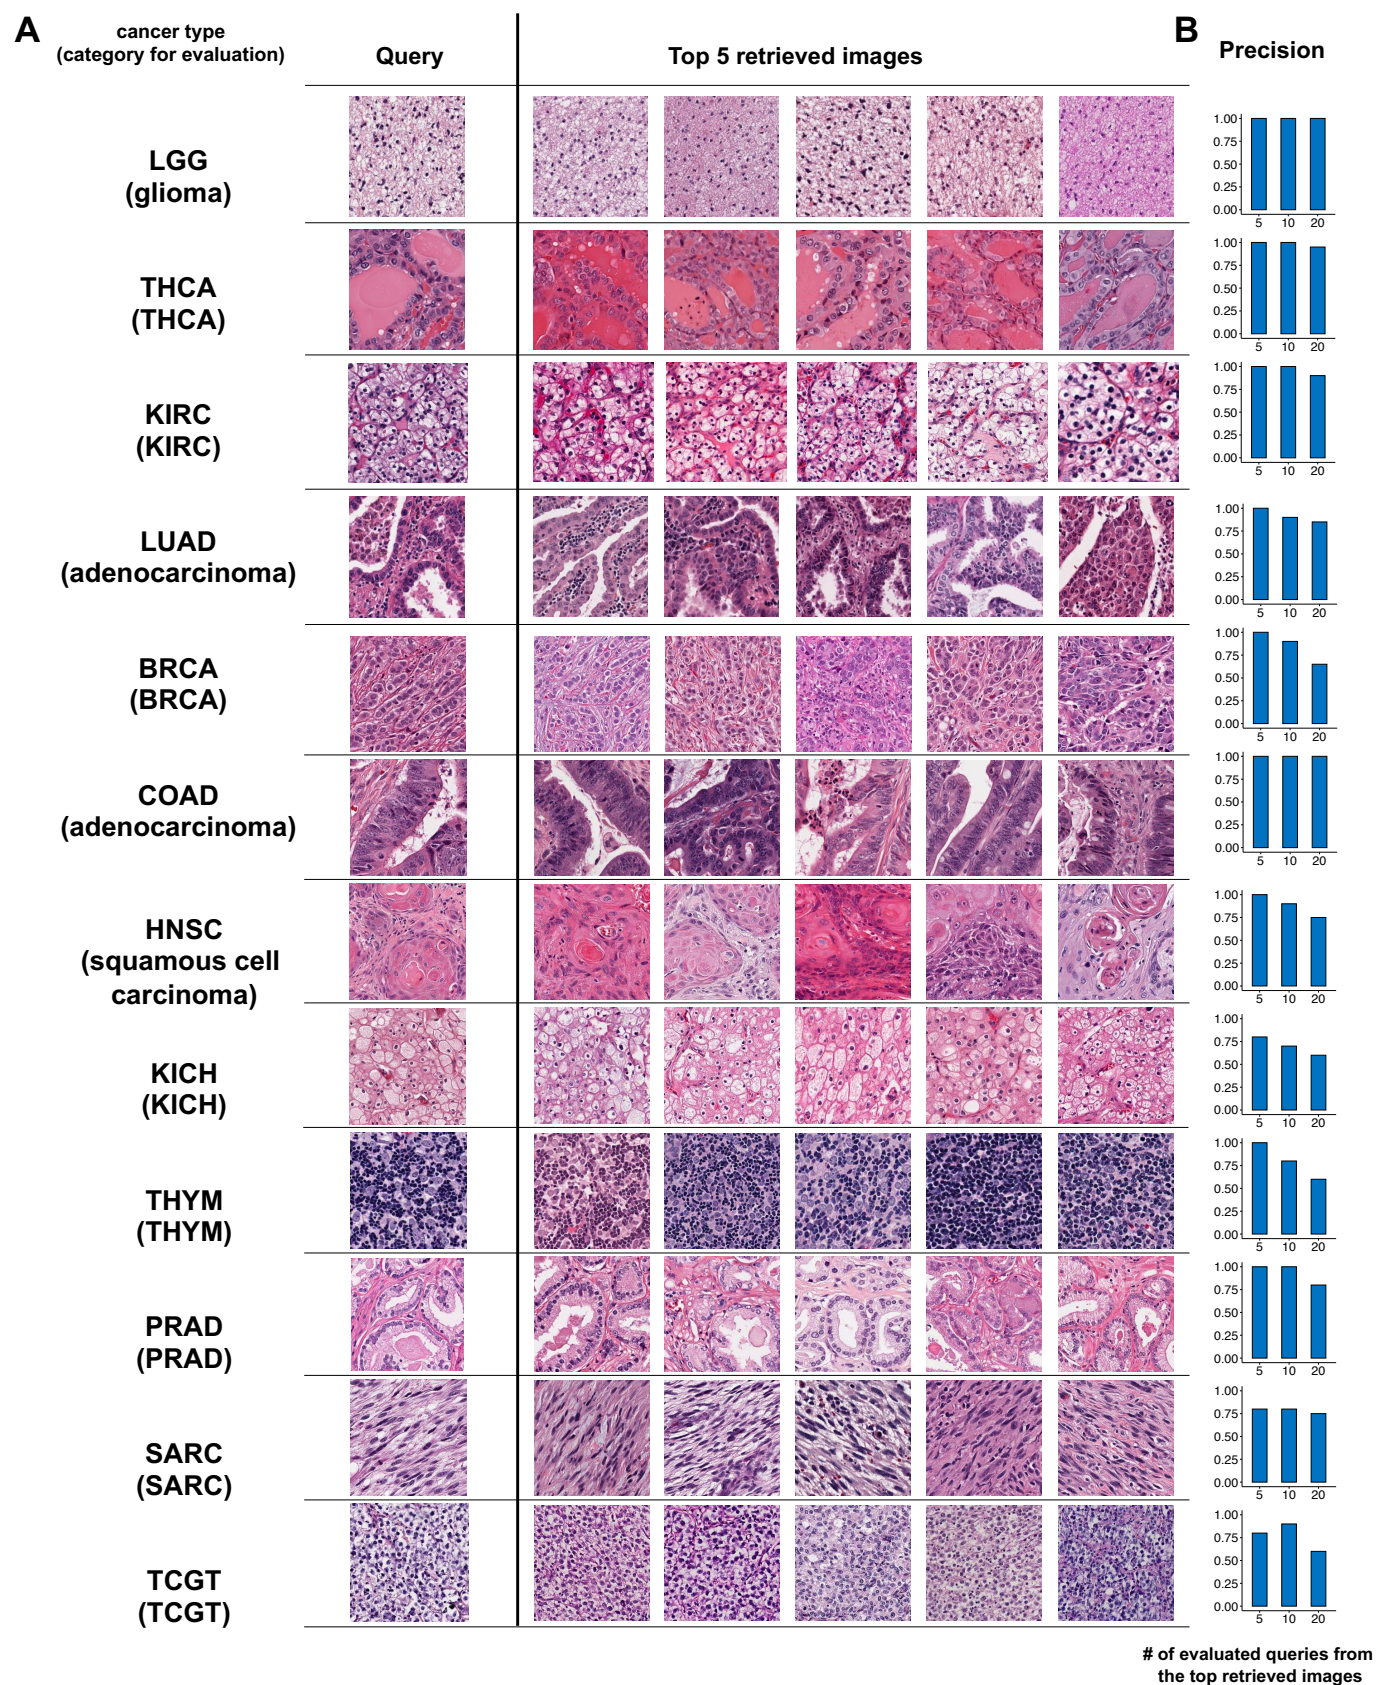 A
cancer type
(category for evaluation)
Query
Top 5 retrieved images
B
Precision
LGG
(glioma)
1.00
0.75
0.50
0.25
0.00
5 10 20
THCA
(THCA)
1.00
0.75
0.50
0.25
0.00
5 10 20
KIRC
(KIRC)
1.00
0.75
0.50
0.25
0.00
5 10 20
LUAD
(adenocarcinoma)
1.00
0.75
0.50
0.25
0.00
5 10 20
BRCA
(BRCA)
1.00
0.75
0.50
0.25
0.00
5 10 20
COAD
(adenocarcinoma)
1.00
0.75
0.50
0.25
0.00
5 10 20
HNSC
(squamous cell
carcinoma)
1.00
0.75
0.50
0.25
0.00
5 10 20
KICH
(KICH)
1.00
0.75
0.50
0.25
0.00
5 10 20
THYM
(THYM)
1.00
0.75
0.50
0.25
0.00
5 10 20
PRAD
(PRAD)
1.00
0.75
0.50
0.25
0.00
5 10 20
SARC
(SARC)
1.00
0.75
0.50
0.25
0.00
5 10 20
TCGT
(TCGT)
1.00
0.75
0.50
0.25
0.00
5 10 20
# of evaluated queries from
the top retrieved images